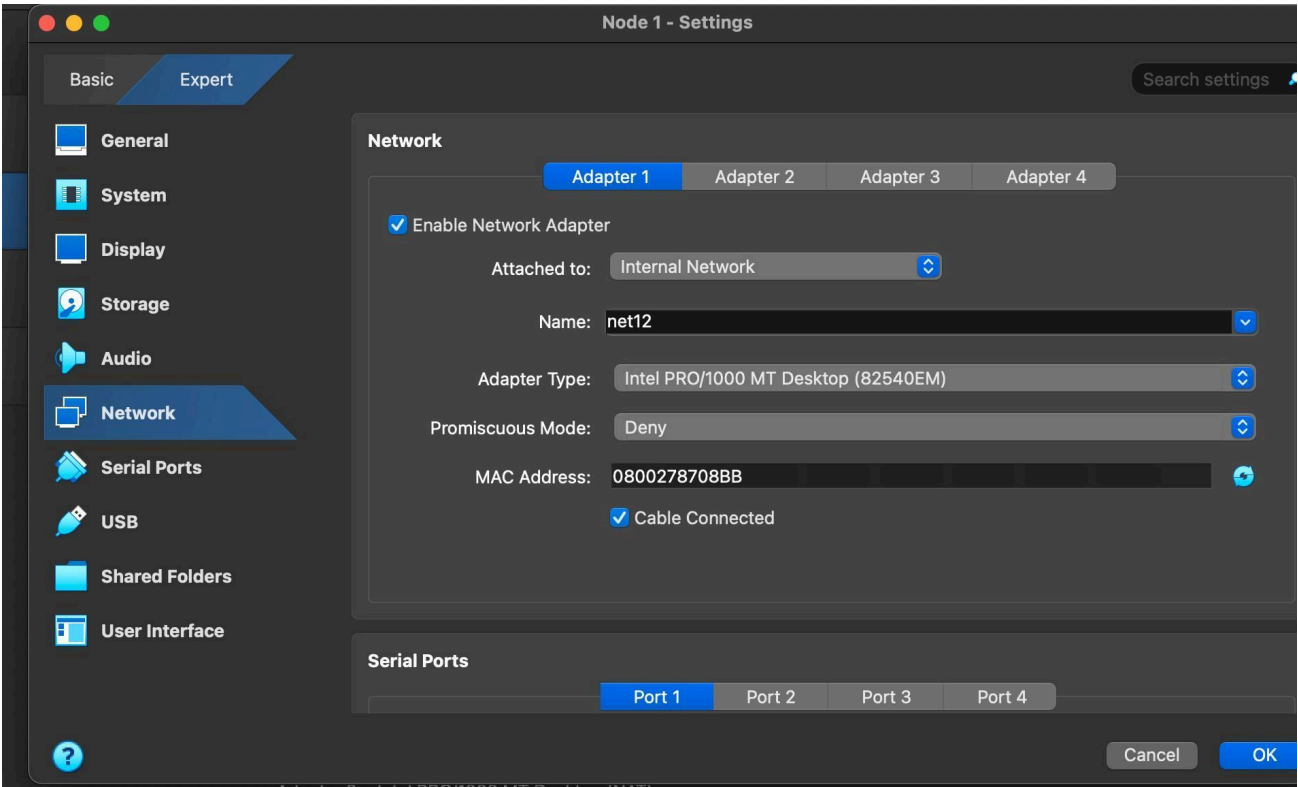 Node 1 - Settings
Basic
Expert
Search settings
General
System
Display
Storage
Audio
Network
Serial Ports
USB
Shared Folders
User Interface
Network
Adapter 1
Adapter 2
Adapter 3
Adapter 4
Enable Network Adapter
Attached to: Internal Network
Name: net12
Adapter Type: Intel PRO/1000 MT Desktop (82540EM)
Promiscuous Mode: Deny
MAC Address: 0800278708BB
Cable Connected
Serial Ports
Port 1
Port 2
Port 3
Port 4
?
Cancel
OK